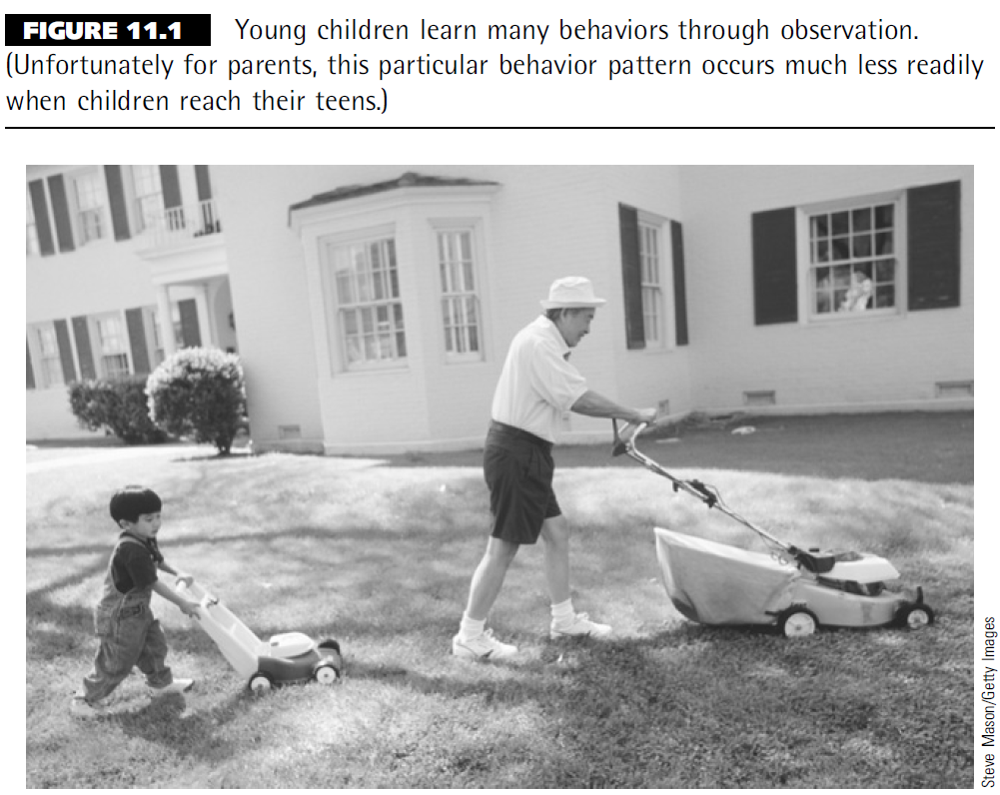 FIGURE 11.1 Young children learn many behaviors through observation.
(Unfortunately for parents, this particular behavior pattern occurs much less readily
when children reach their teens.)
Steve Mason/Getty Images